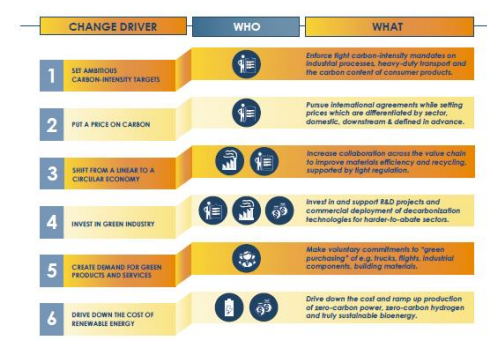 CHANGE DRIVER WHO WHAT
1 SET AMBITIOUS
CARBON-INTENSITY TARGETS
Enforce tight carbon-intensity mandates on
industrial processes, heavy-duty transport and
the carbon content of consumer products.
2 PUT A PRICE ON CARBON
Pursue international agreements while setting
prices which are differentiated by sector,
domestic, downstream & defined in advance.
3 SHIFT FROM A LINEAR TO A
CIRCULAR ECONOMY
Increase collaboration across the value chain
to improve materials efficiency and recycling,
supported by tight regulation.
4 INVEST IN GREEN INDUSTRY
Invest in and support R&D projects and
commercial deployment of decarbonization
technologies for harder-to-abate sectors.
5 CREATE DEMAND FOR GREEN
PRODUCTS AND SERVICES
Make voluntary commitments to "green
purchasing" of e.g. trucks, flights, industrial
components, building materials.
6 DRIVE DOWN THE COST OF
RENEWABLE ENERGY
Drive down the cost and ramp up production
of zero-carbon power, zero-carbon hydrogen
and truly sustainable bioenergy.